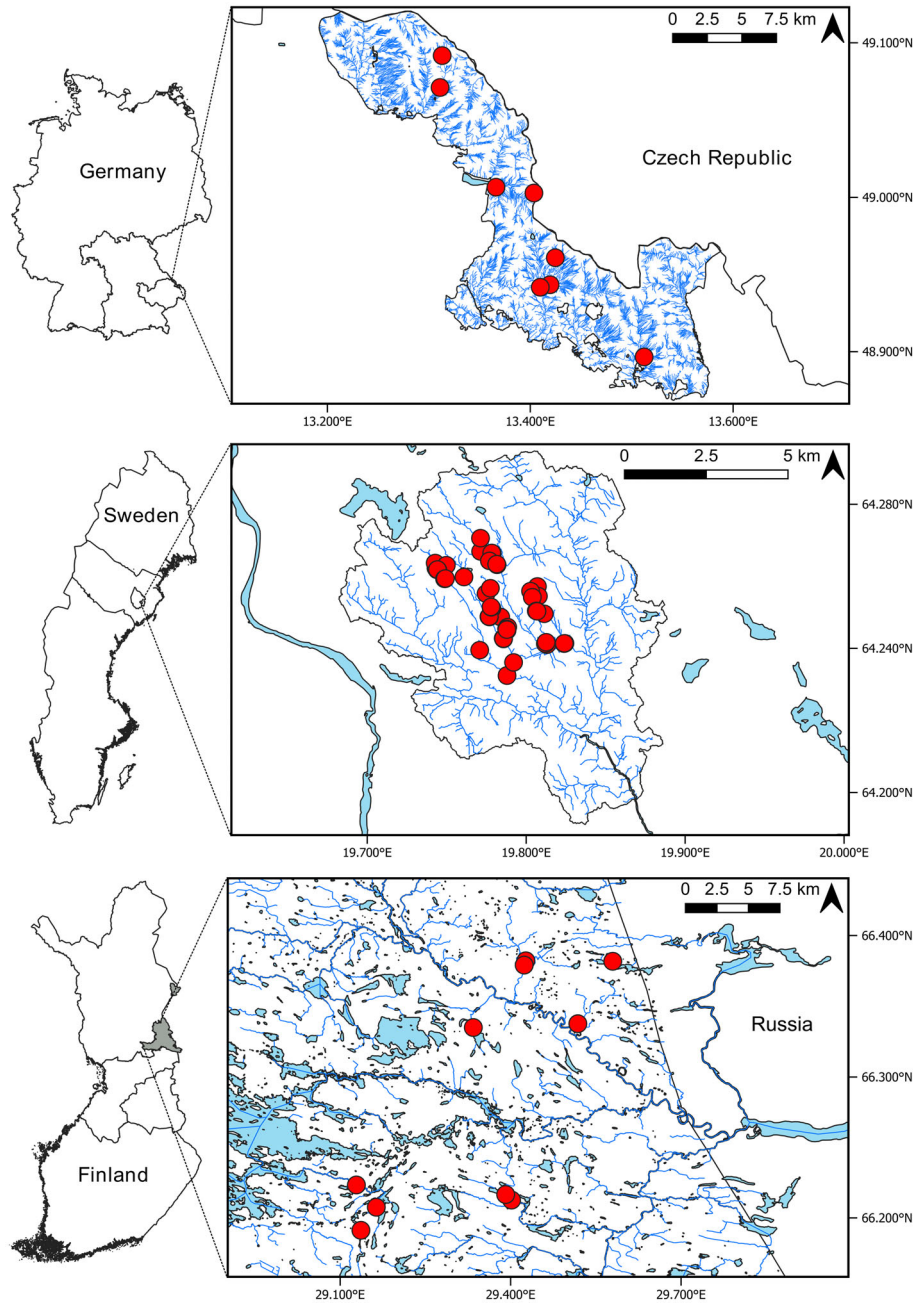 0 2.5 5 7.5 km
49.100°N
Germany
Czech Republic
49.000°N
48.900°N
13.200°E 13.400°E 13.600°E
0 2.5 5 km
64.280°N
Sweden
64.240°N
64.200°N
19.700°E 19.800°E 19.900°E 20.000°E
0 2.5 5 7.5 km
66.400°N
Russia
66.300°N
Finland
66.200°N
29.100°E 29.400°E 29.700°E